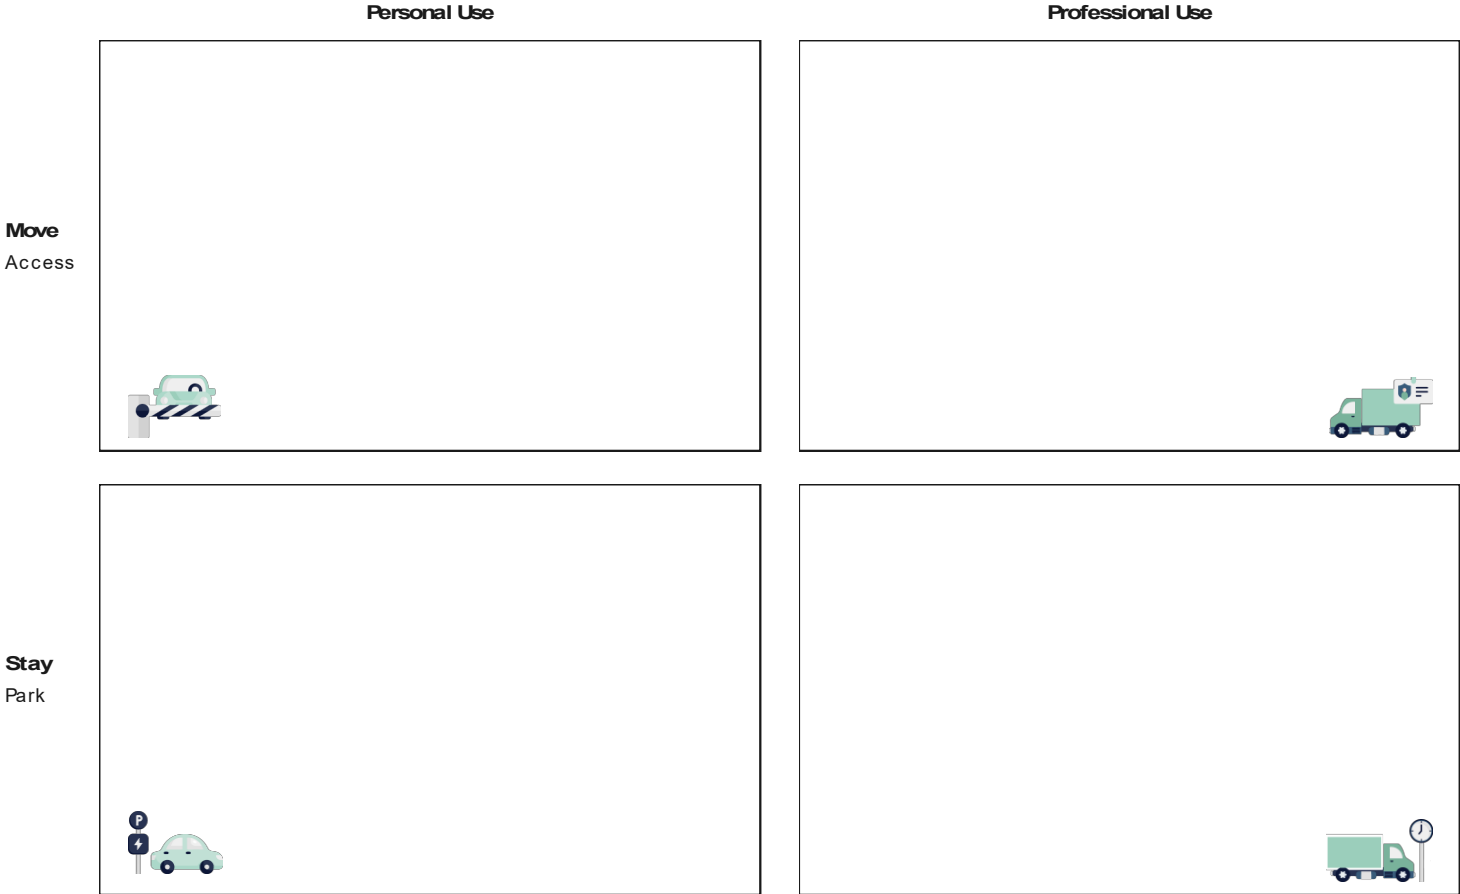 Personal Use
Professional Use
Move
Access
Stay
Park
P